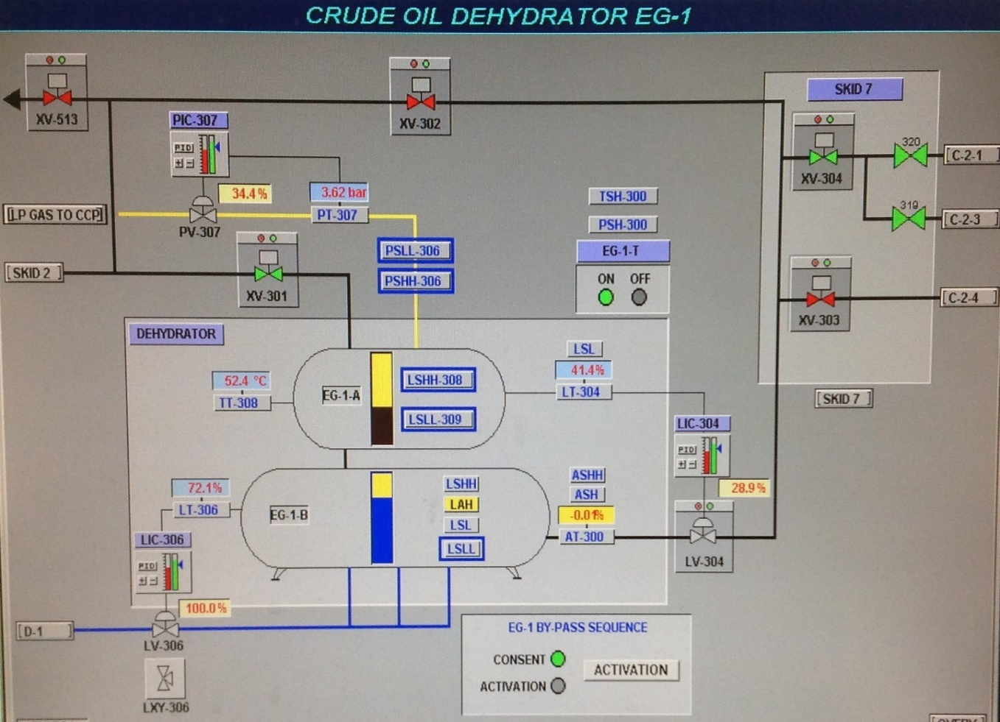 CRUDE OIL DEHYDRATOR EG-1
XV-513
XV-302
SKID 7
PIC-307
PID
XV-304
320
C-2-1
34.4 %
3.62 bar
PT-307
TSH-300
LP GAS TO CCP
PV-307
PSH-300
319
C-2-3
SKID 2
XV-301
PSLL-306
PSHH-306
EG-1-T
ON OFF
XV-303
C-2-4
DEHYDRATOR
LSL
52.4 °C
TT-308
EG-1-A
LSHH-308
41.4%
LT-304
LSLL-309
SKID 7
LIC-304
PID
72.1%
LT-306
EG-1-B
LSHH
LAH
LSL
LSLL
ASHH
ASH
-0.01%
AT-300
28.9 %
LV-304
LIC-306
PID
100.0 %
D-1
LV-306
LXY-306
EG-1 BY-PASS SEQUENCE
CONSENT
ACTIVATION
ACTIVATION